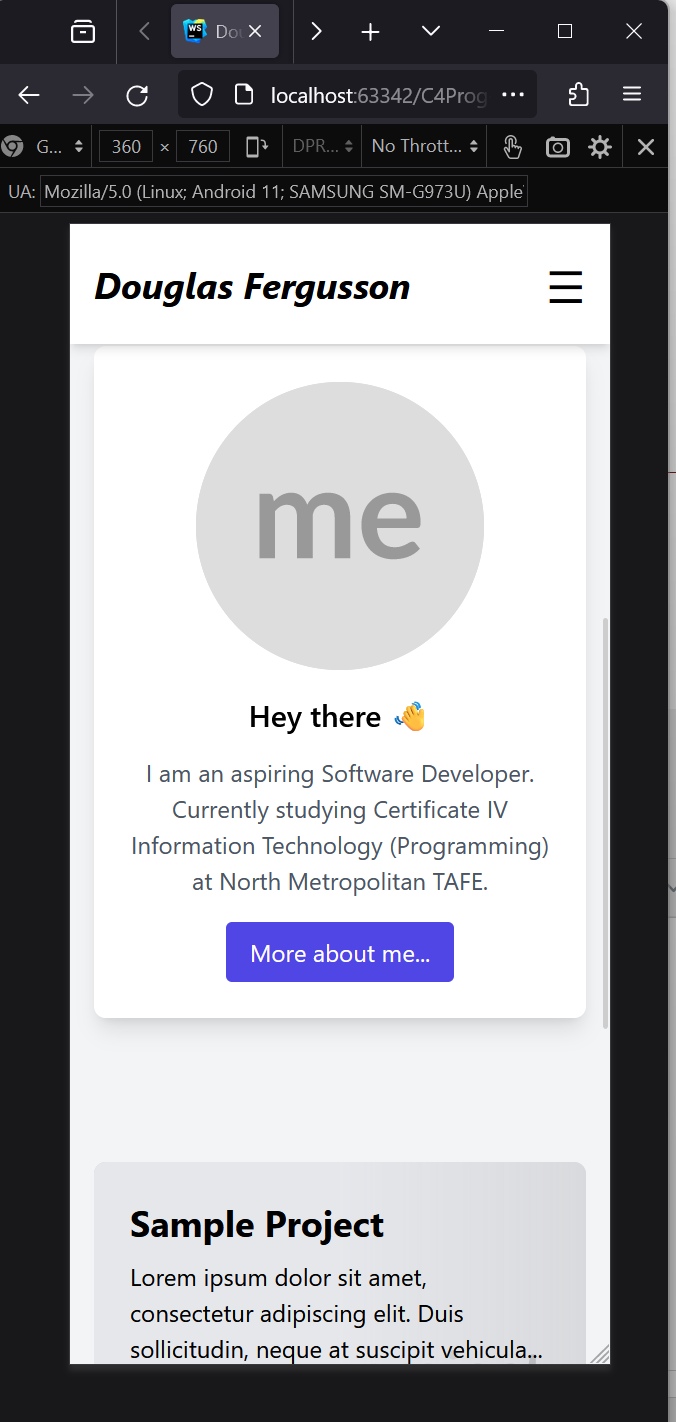 WS
Do
localhost:63342/C4Prog
G...
360 × 760
DPR...
No Thrott...
UA: Mozilla/5.0 (Linux; Android 11; SAMSUNG SM-G973U) Apple
Douglas Fergusson
me
Hey there 👋
I am an aspiring Software Developer.
Currently studying Certificate IV
Information Technology (Programming)
at North Metropolitan TAFE.
More about me...
Sample Project
Lorem ipsum dolor sit amet,
consectetur adipiscing elit. Duis
sollicitudin, neque at suscipit vehicula...